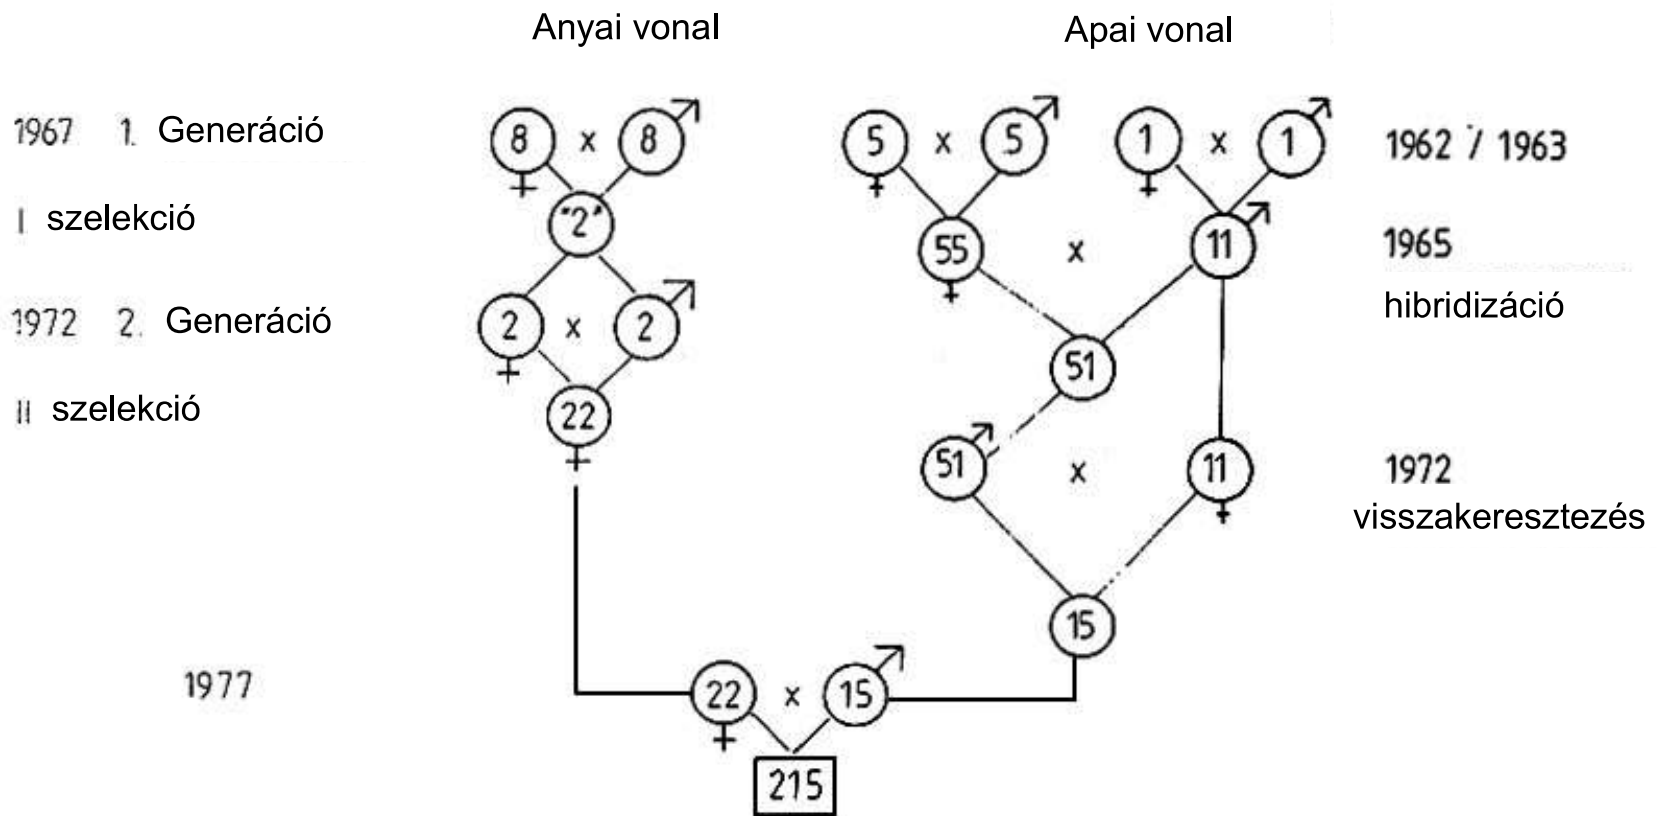 Anyai vonal Apai vonal
1967 1. Generáció 8 x 8 5 x 5 1 x 1 1962 / 1963
I szelekció "2" 55 x 11 1965
hibridizáció
1972 2. Generáció 2 x 2
51
II szelekció 22
51 x 11 1972
visszakeresztezés
15
1977 22 x 15
215